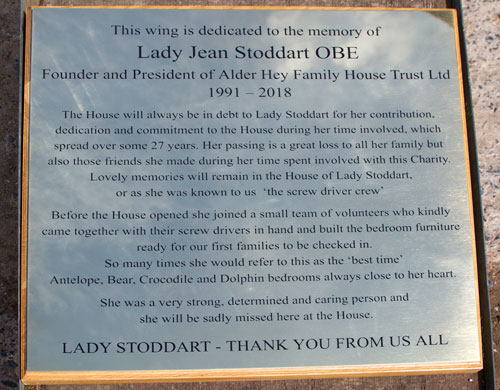 This wing is dedicated to the memory of
Lady Jean Stoddart OBE
Founder and President of Alder Hey Family House Trust Ltd
1991 – 2018
The House will always be in debt to Lady Stoddart for her contribution,
dedication and commitment to the House during her time involved, which
spread over some 27 years. Her passing is a great loss to all her family but
also those friends she made during her time spent involved with this Charity.
Lovely memories will remain in the House of Lady Stoddart,
or as she was known to us ‘the screw driver crew’
Before the House opened she joined a small team of volunteers who kindly
came together with their screw drivers in hand and built the bedroom furniture
ready for our first families to be checked in.
So many times she would refer to this as the ‘best time’
Antelope, Bear, Crocodile and Dolphin bedrooms always close to her heart.
She was a very strong, determined and caring person and
she will be sadly missed here at the House.
LADY STODDART - THANK YOU FROM US ALL